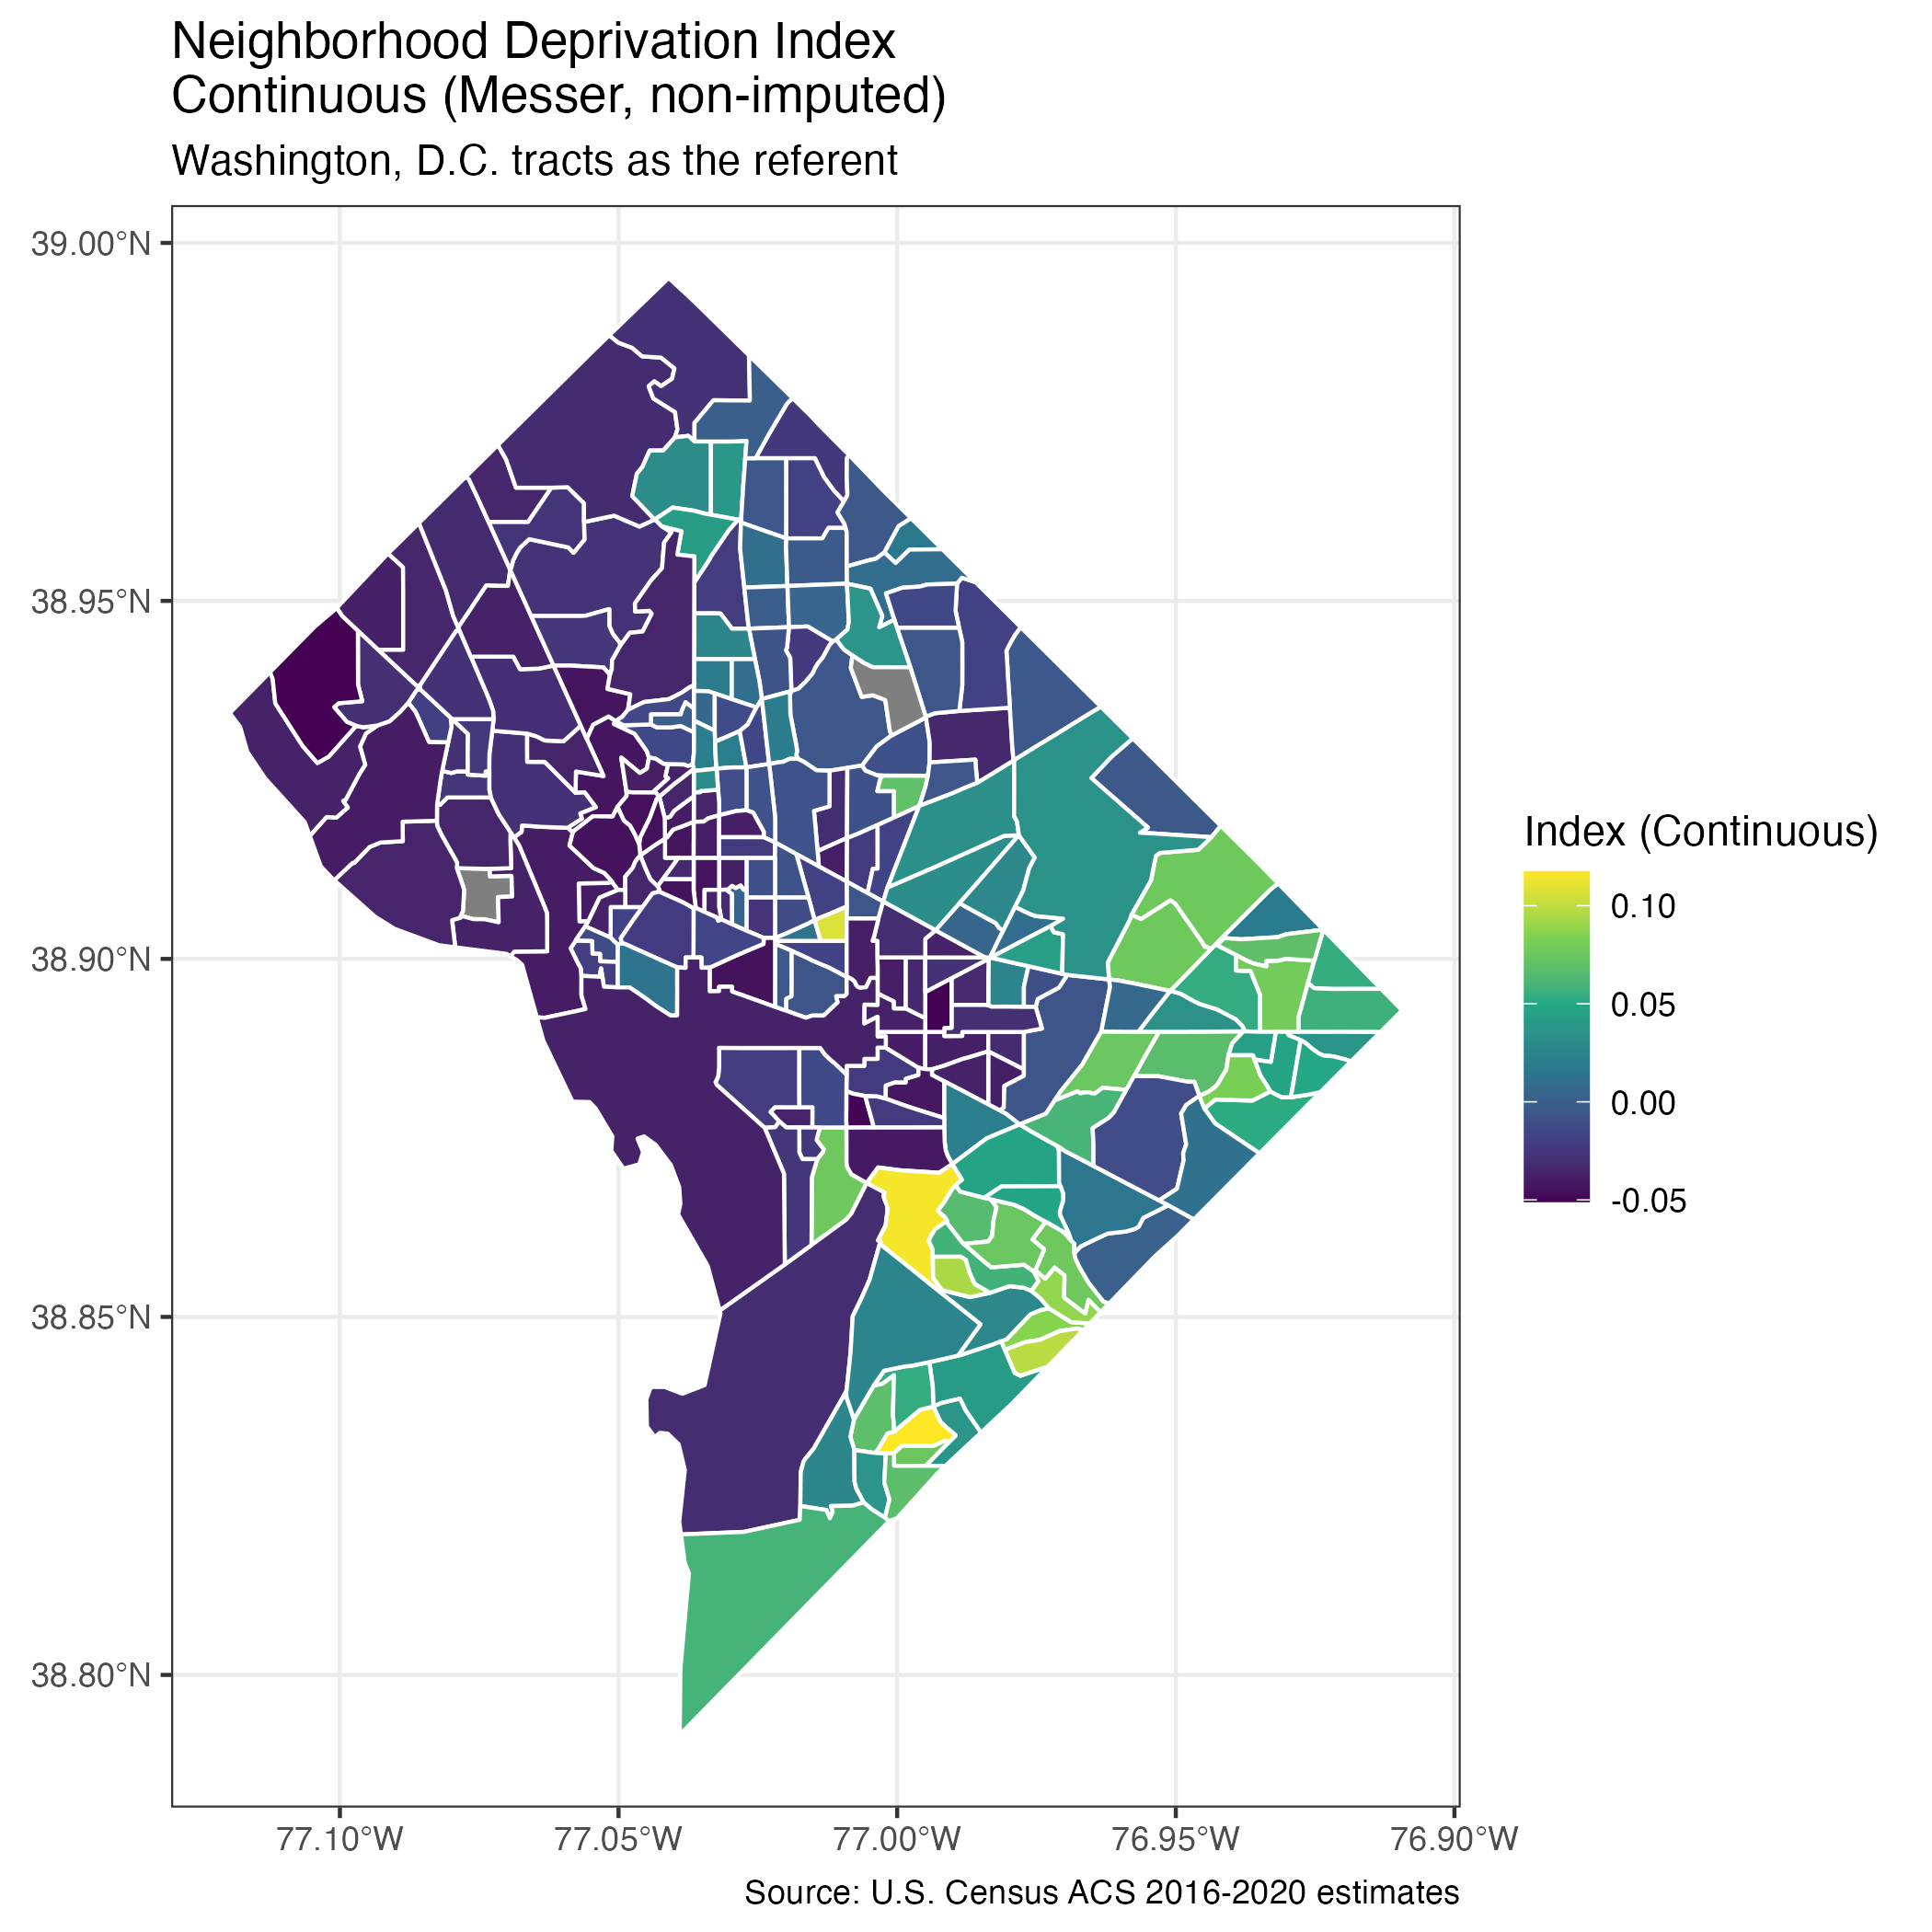 Neighborhood Deprivation Index
Continuous (Messer, non-imputed)
Washington, D.C. tracts as the referent
39.00°N
38.95°N
38.90°N
38.85°N
38.80°N
77.10°W
77.05°W
77.00°W
76.95°W
76.90°W
Index (Continuous)
0.10
0.05
0.00
-0.05
Source: U.S. Census ACS 2016-2020 estimates